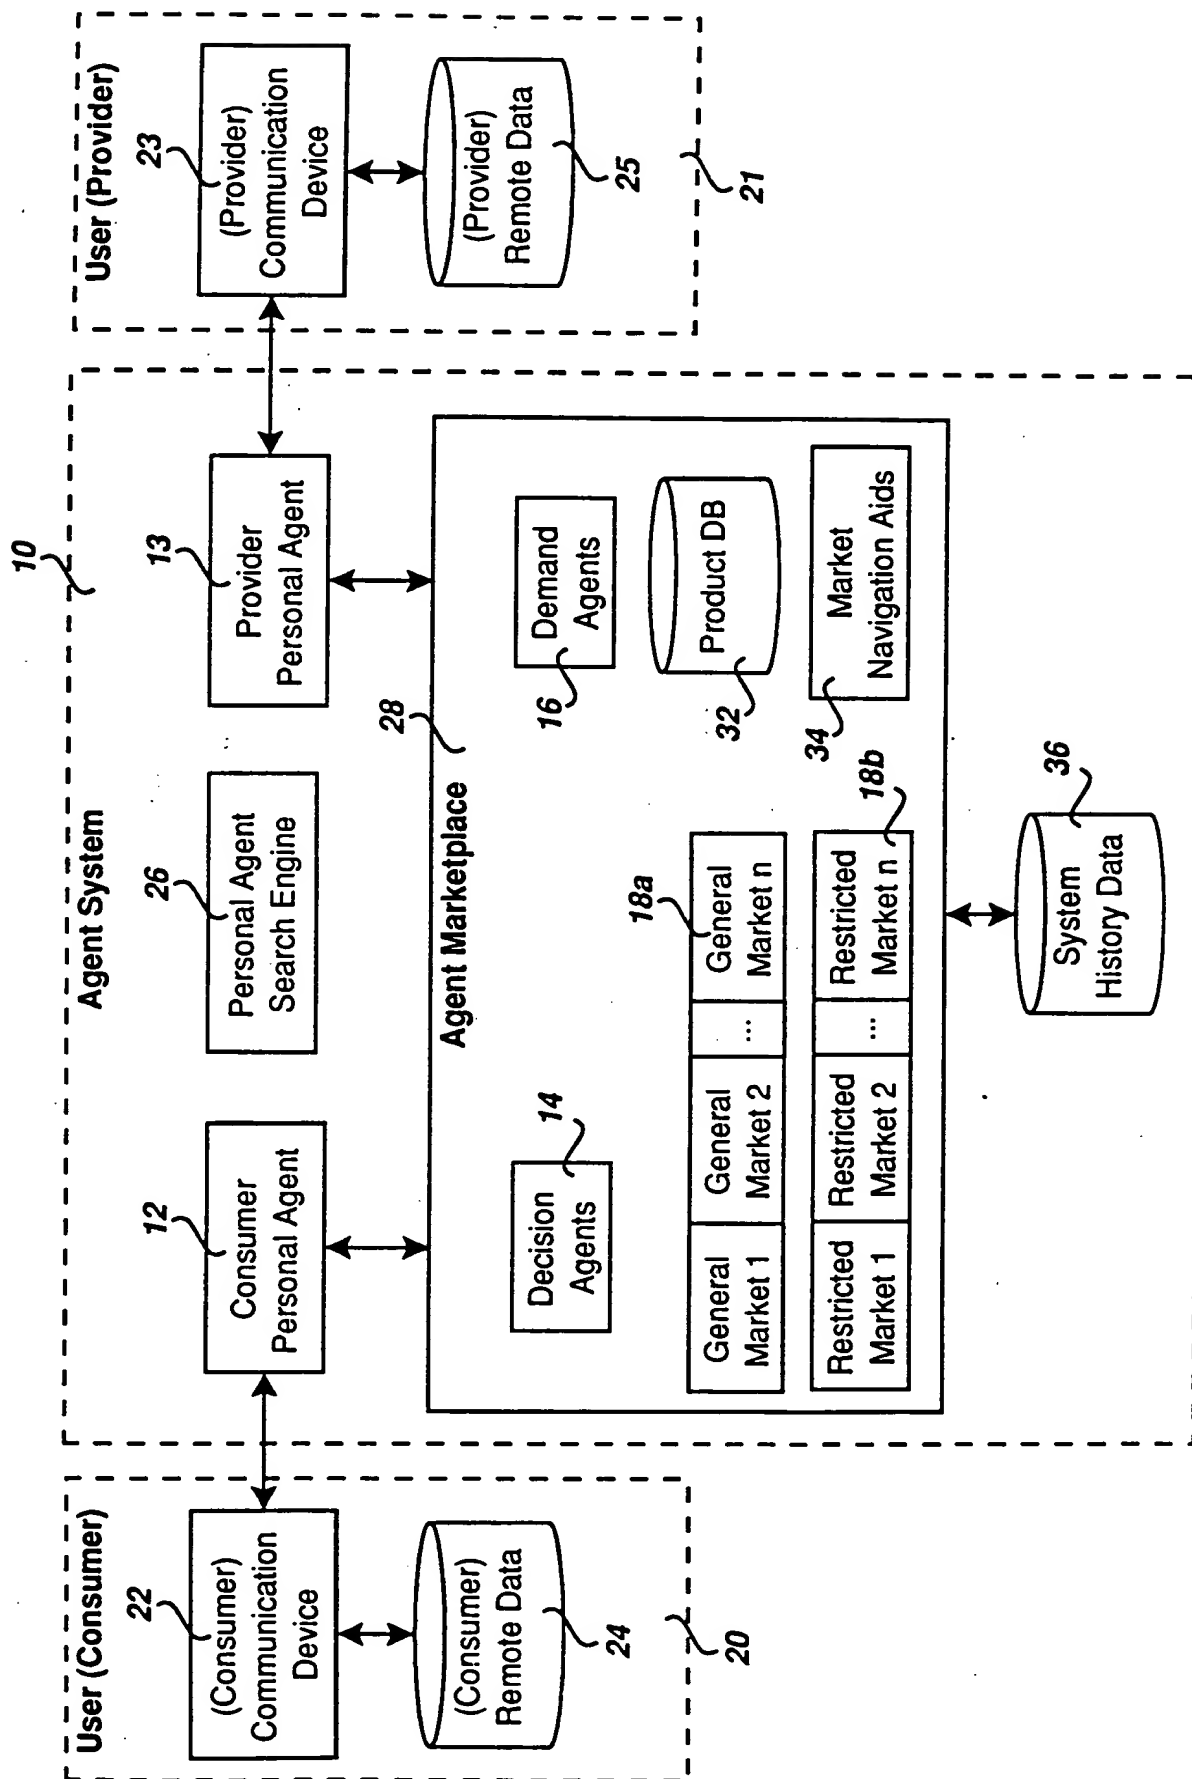 User (Consumer)
22
(Consumer)
Communication
Device
(Consumer)
Remote Data
24
20
10
Agent System
12
Consumer
Personal Agent
26
Personal Agent
Search Engine
13
Provider
Personal Agent
28
Agent Marketplace
14
Decision
Agents
16
Demand
Agents
18a
General
Market 1
General
Market 2
...
General
Market n
32
Product DB
Restricted
Market 1
Restricted
Market 2
...
Restricted
Market n
18b
34
Market
Navigation Aids
36
System
History Data
User (Provider)
23
(Provider)
Communication
Device
(Provider)
Remote Data
25
21